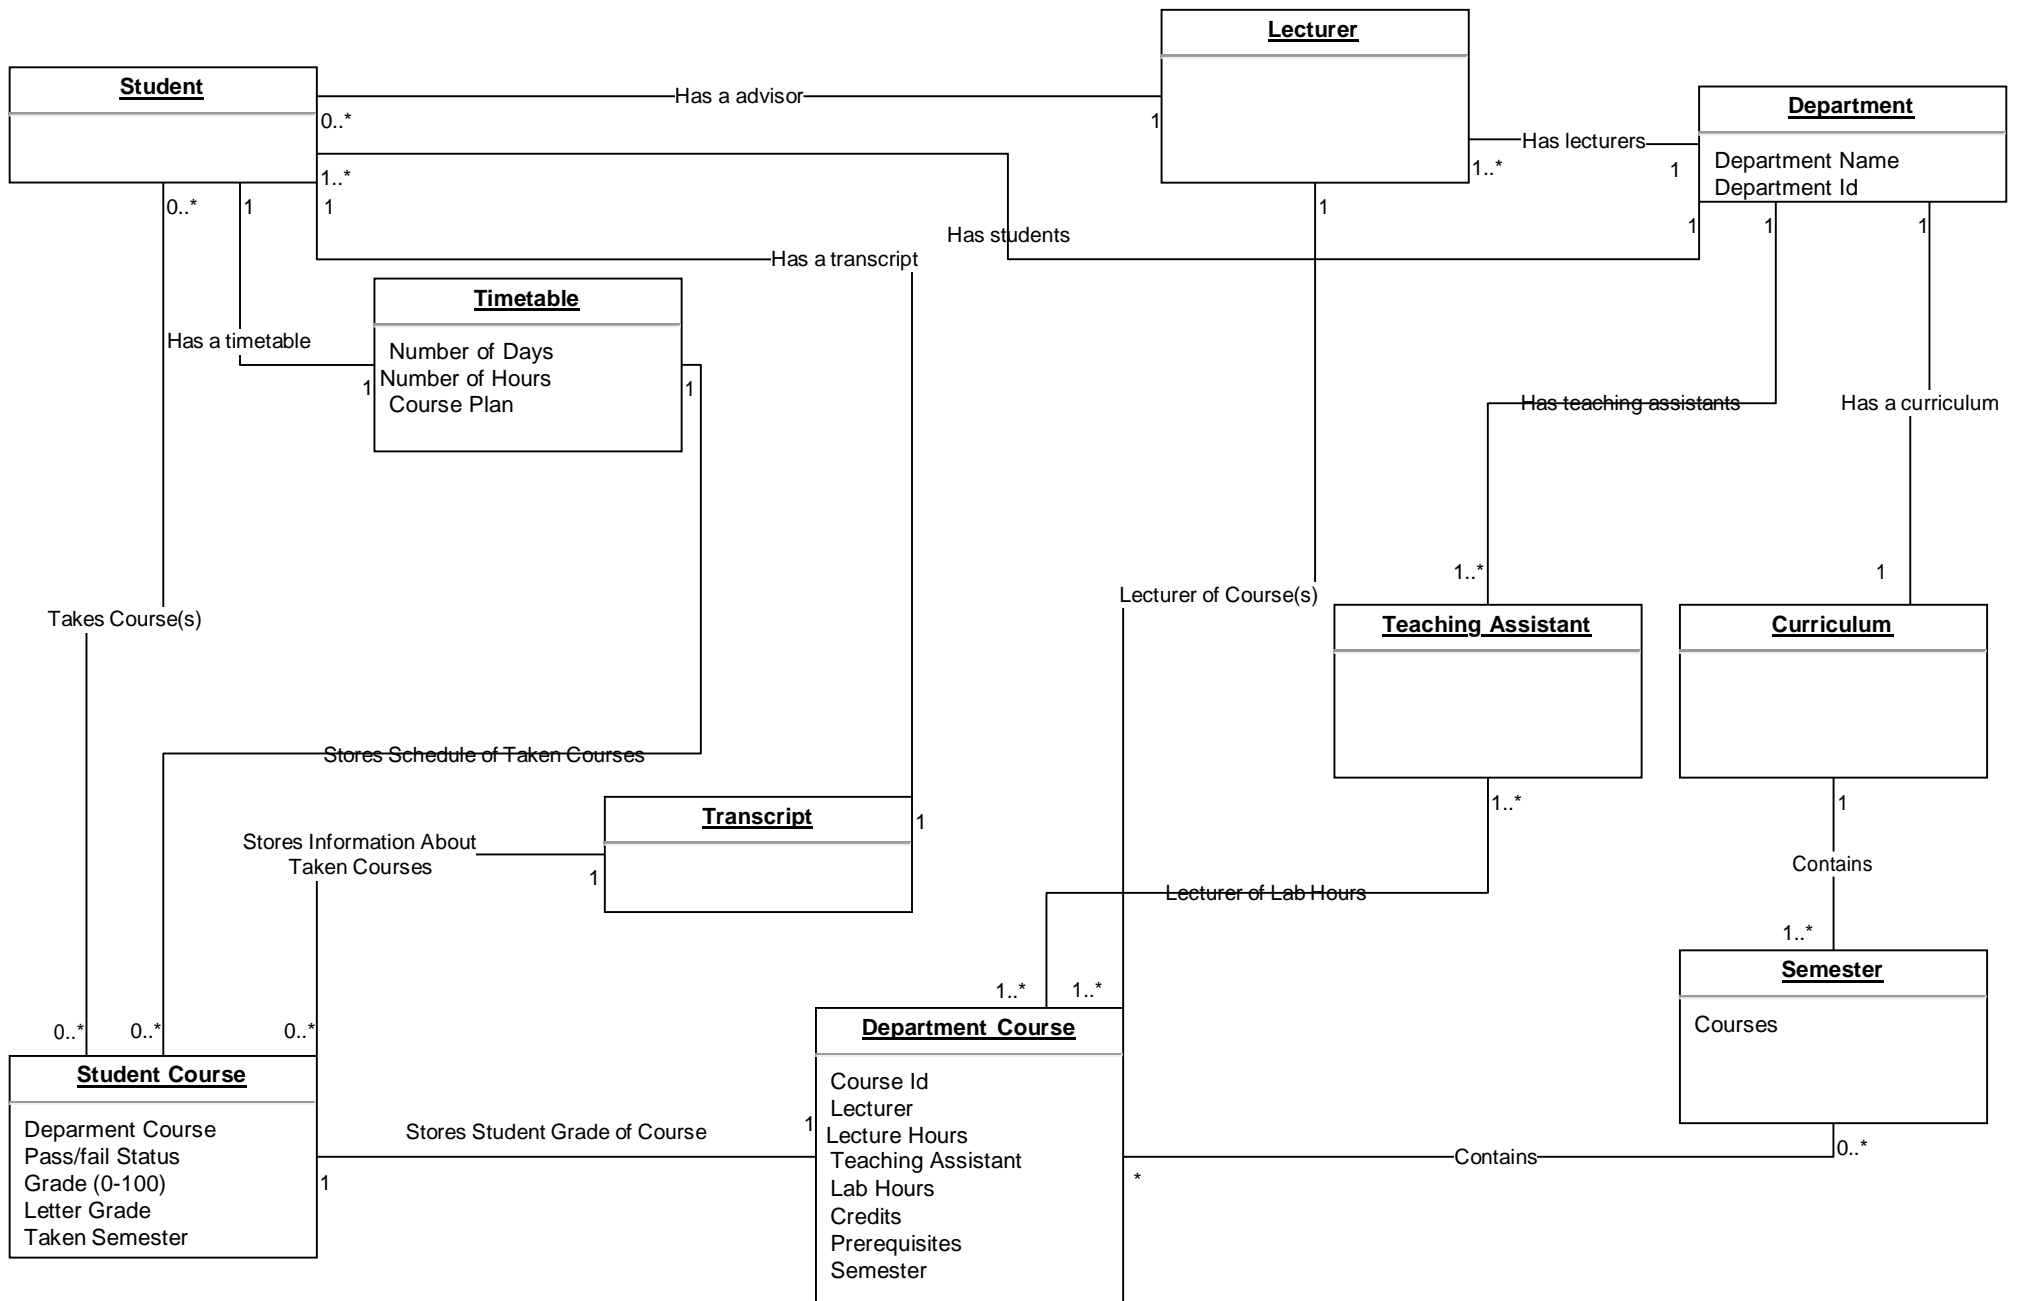 Lecturer
Student
Has a advisor
Department
0..*
1
Has lecturers
1..*
1
Department Name
Department Id
1..*
0..*
1
1
1
1
1
1
Has students
Has a transcript
Timetable
Has a timetable
Number of Days
Number of Hours
Course Plan
1
1
Has teaching assistants
Has a curriculum
1..*
1
Lecturer of Course(s)
Takes Course(s)
Teaching Assistant
Curriculum
Stores Schedule of Taken Courses
1..*
1
Transcript
1
Stores Information About
Taken Courses
1
Contains
Lecturer of Lab Hours
1..*
Semester
1..*
1..*
Courses
0..*
0..*
0..*
Department Course
Student Course
Course Id
Lecturer
Lecture Hours
Teaching Assistant
Lab Hours
Credits
Prerequisites
Semester
Deparment Course
Pass/fail Status
Grade (0-100)
Letter Grade
Taken Semester
Stores Student Grade of Course
1
1
Contains
0..*
*